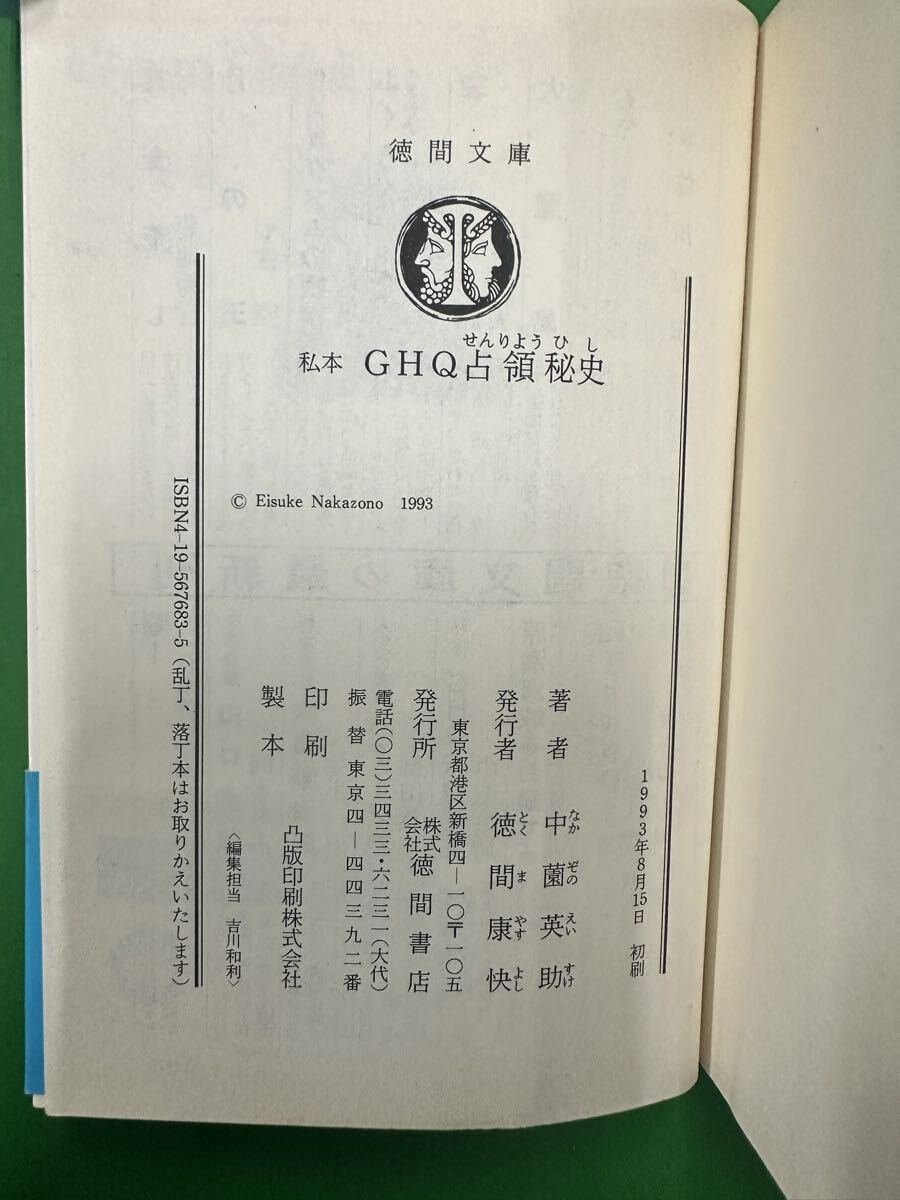 徳間文庫
せんりようひし
私本 GHQ占領秘史
© Eisuke Nakazono 1993
1993年8月15日 初刷
なかぞのえいすけ
著者 中薗英助
とくまやすよし
発行者 徳間康快
東京都港区新橋四―一〇〒一〇五
発行所 株式会社徳間書店
電話(〇三)三四三三・六二三一(大代)
振替 東京四―四四三九二番
印刷
製本
凸版印刷株式会社
〈編集担当 吉川和利〉
ISBN4-19-567683-5 (乱丁、落丁本はお取りかえいたします)